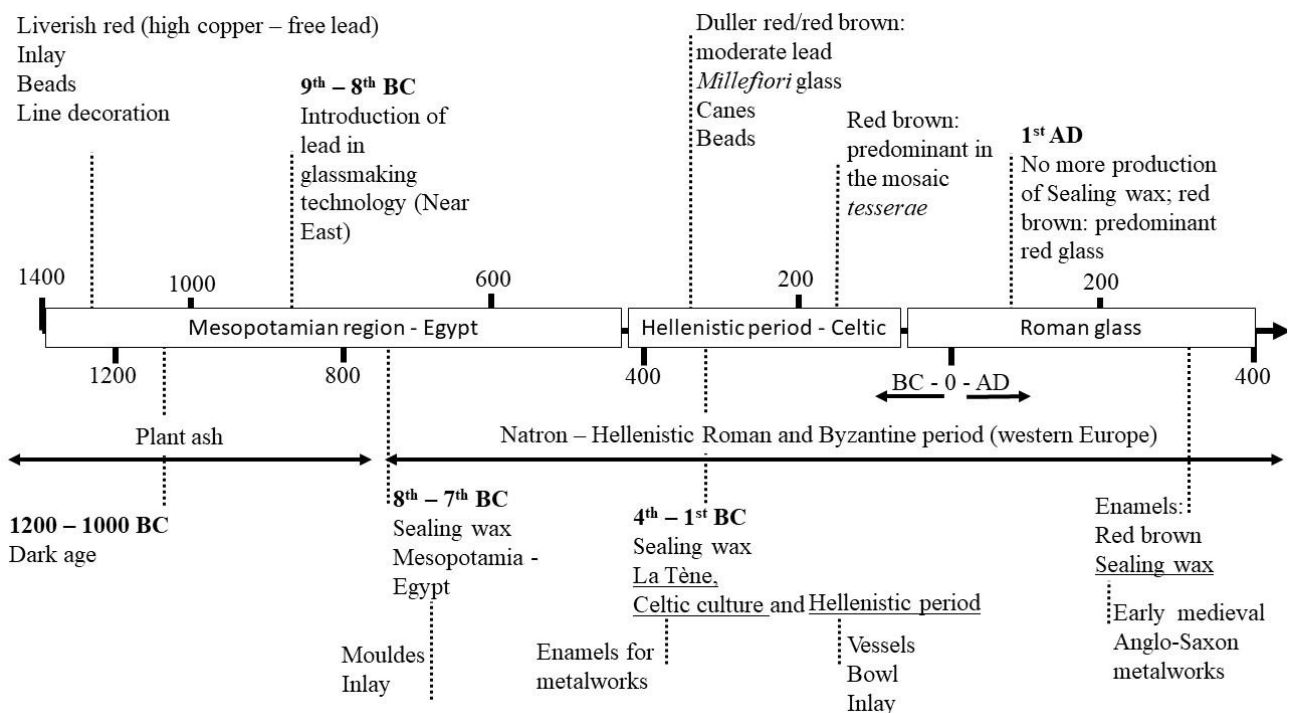 Liverish red (high copper – free lead)
Inlay
Beads
Line decoration
9th – 8th BC
Introduction of
lead in
glassmaking
technology (Near
East)
Duller red/red brown:
moderate lead
Millefiori glass
Canes
Beads
Red brown:
predominant in
the mosaic
tesserae
1st AD
No more production
of Sealing wax; red
brown: predominant
red glass
1400
1000
600
200
200
Mesopotamian region - Egypt
Hellenistic period - Celtic
Roman glass
1200
800
400
BC - 0 - AD
400
Plant ash
Natron – Hellenistic Roman and Byzantine period (western Europe)
1200 – 1000 BC
Dark age
8th – 7th BC
Sealing wax
Mesopotamia -
Egypt
Mouldes
Inlay
4th – 1st BC
Sealing wax
La Tène,
Celtic culture and Hellenistic period
Enamels for
metalworks
Vessels
Bowl
Inlay
Enamels:
Red brown
Sealing wax
Early medieval
Anglo-Saxon
metalworks